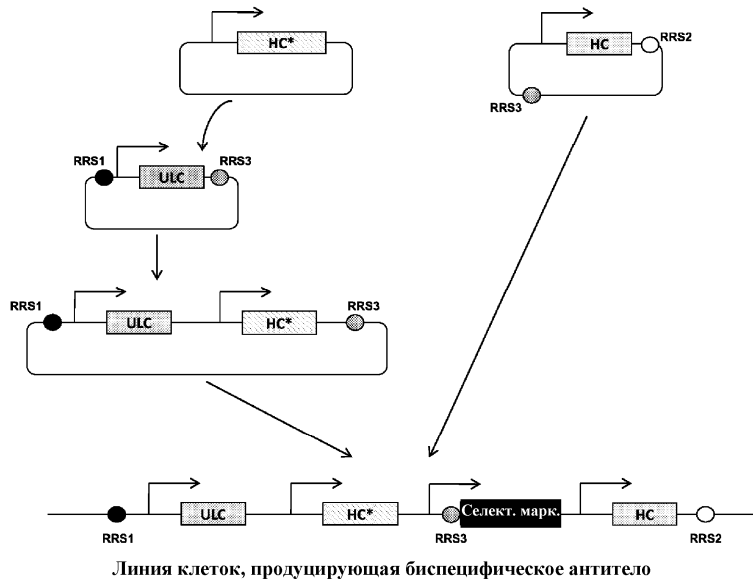 HC*
HC
RRS2
RRS3
RRS1
RRS3
ULC
RRS1
RRS3
ULC
HC*
Селект. марк.
ULC
HC*
HC
RRS1
RRS3
RRS2
Линия клеток, продуцирующая биспецифическое антитело